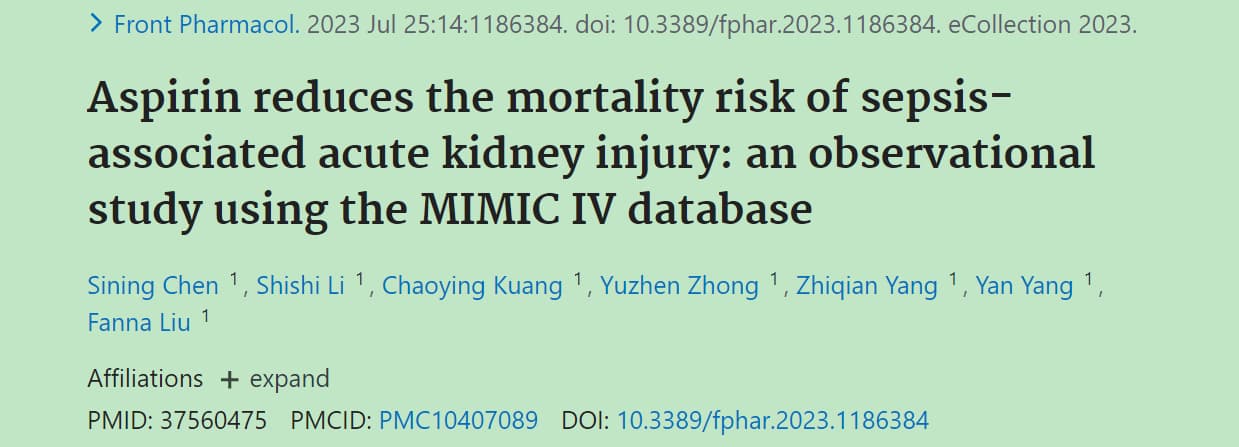 > Front Pharmacol. 2023 Jul 25:14:1186384. doi: 10.3389/fphar.2023.1186384. eCollection 2023.
Aspirin reduces the mortality risk of sepsis-
associated acute kidney injury: an observational
study using the MIMIC IV database
Sining Chen 1, Shishi Li 1, Chaoying Kuang 1, Yuzhen Zhong 1, Zhiqian Yang 1, Yan Yang 1,
Fanna Liu 1
Affiliations + expand
PMID: 37560475 PMCID: PMC10407089 DOI: 10.3389/fphar.2023.1186384